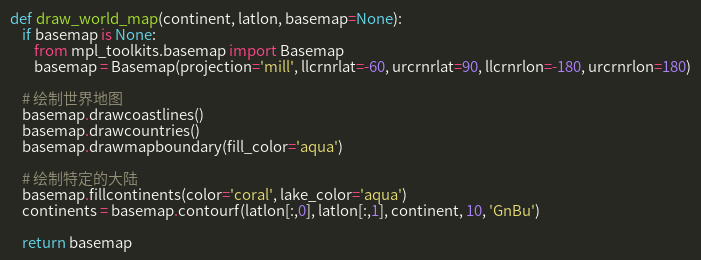 def draw_world_map(continent, latlon, basemap=None):
if basemap is None:
from mpl_toolkits.basemap import Basemap
basemap = Basemap(projection='mill', llcrnrlat=-60, urcrnrlat=90, llcrnrlon=-180, urcrnrlon=180)
# 绘制世界地图
basemap.drawcoastlines()
basemap.drawcountries()
basemap.drawmapboundary(fill_color='aqua')
# 绘制特定的大陆
basemap.fillcontinents(color='coral', lake_color='aqua')
continents = basemap.contourf(latlon[:,0], latlon[:,1], continent, 10, 'GnBu')
return basemap